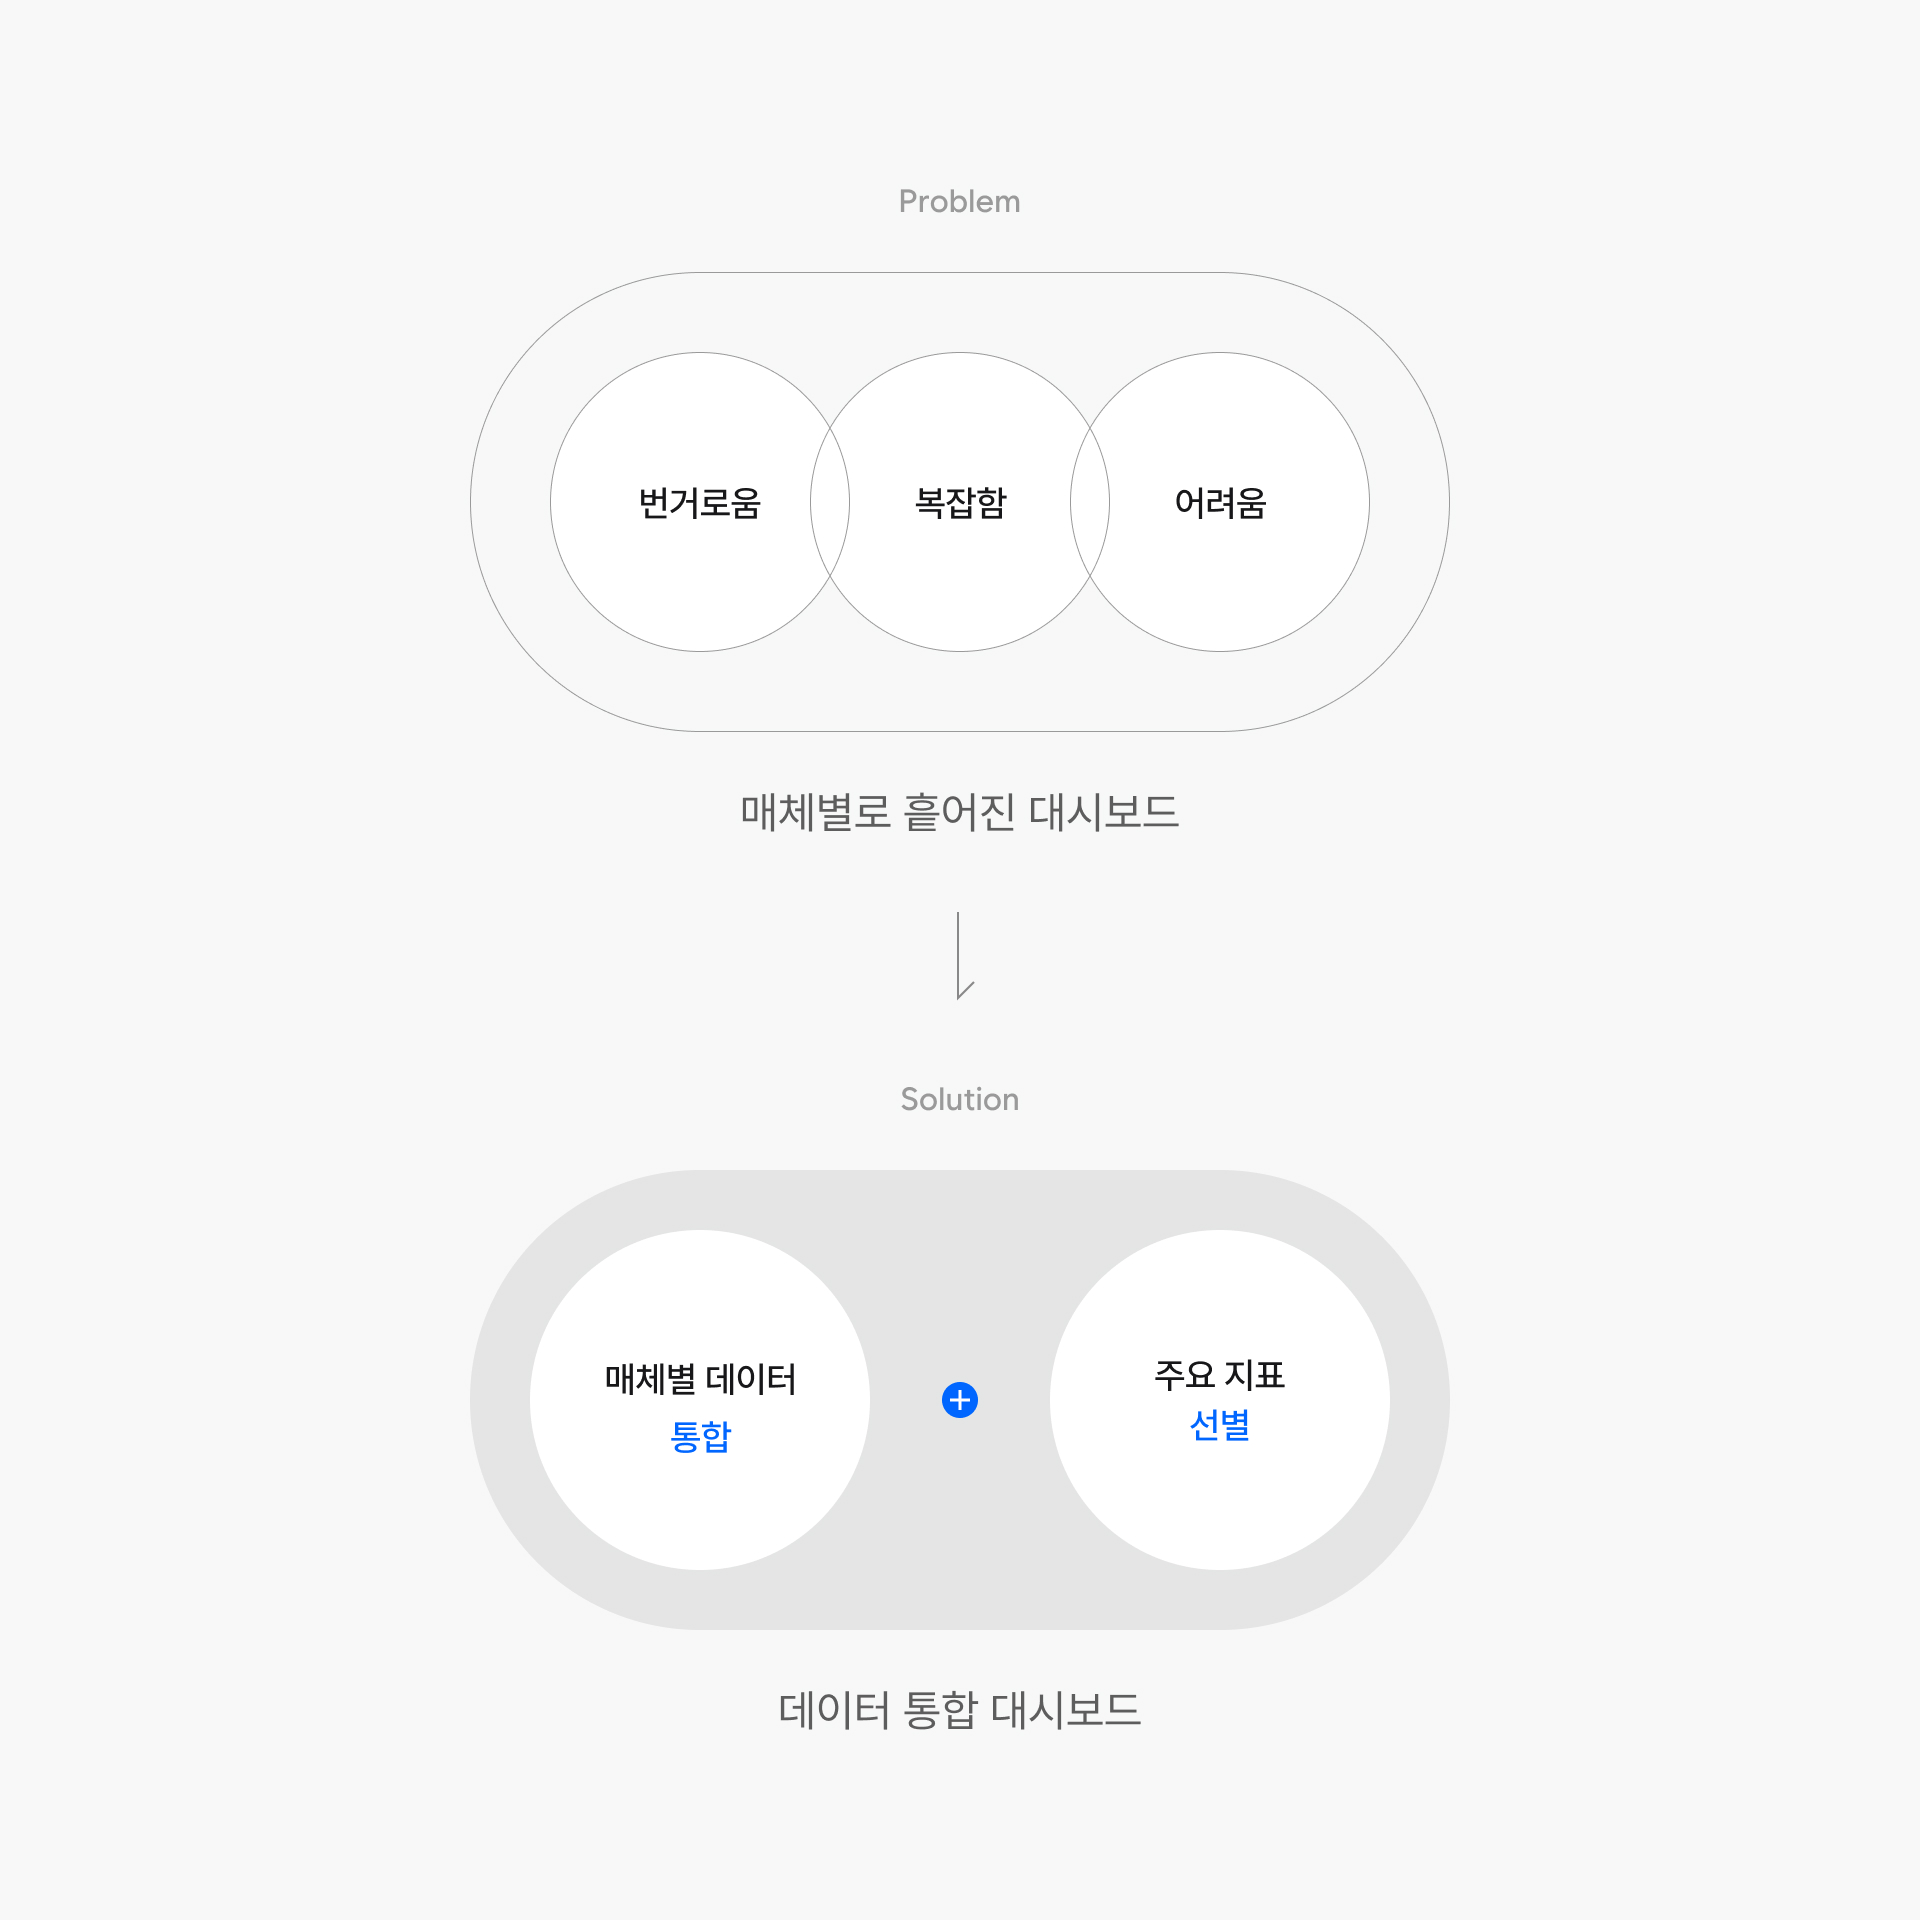 Problem
번거로움
복잡함
어려움
매체별로 흩어진 대시보드
Solution
매체별 데이터
통합
주요 지표
선별
데이터 통합 대시보드